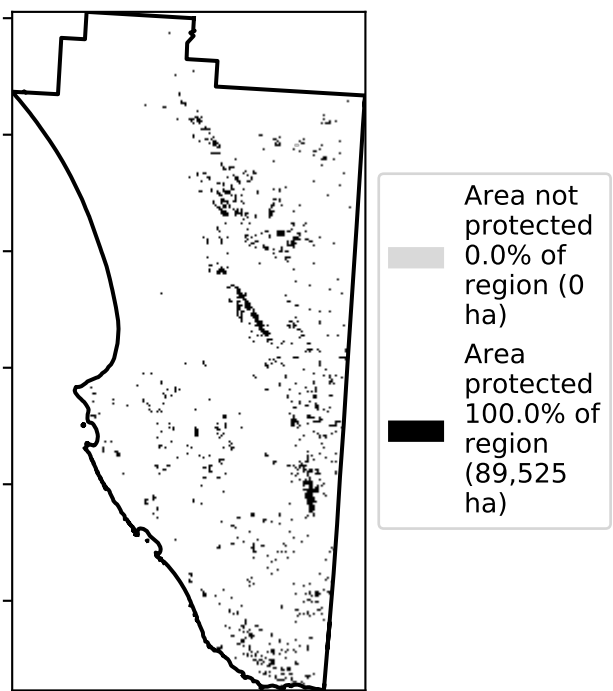 Area not
protected
0.0% of
region (0
ha)
Area
protected
100.0% of
region
(89,525
ha)